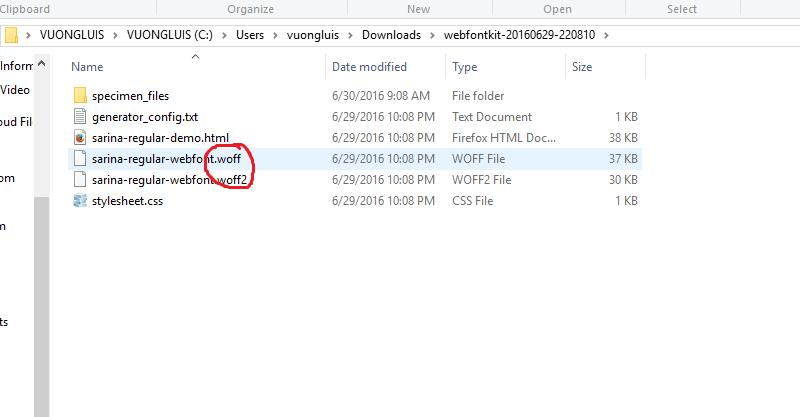 Clipboard Organize New Open Select
VUONGLUIS VUONGLUIS (C:) Users vuongluis Downloads webfontkit-20160629-220810
Name Date modified Type Size
specimen_files 6/30/2016 9:08 AM File folder
generator_config.txt 6/29/2016 10:08 PM Text Document 1 KB
sarina-regular-demo.html 6/29/2016 10:08 PM Firefox HTML Doc... 38 KB
sarina-regular-webfont.woff 6/29/2016 10:08 PM WOFF File 37 KB
sarina-regular-webfont.woff2 6/29/2016 10:08 PM WOFF2 File 30 KB
stylesheet.css 6/29/2016 10:08 PM CSS File 1 KB
Inform
Video
oud File
om
m
ts